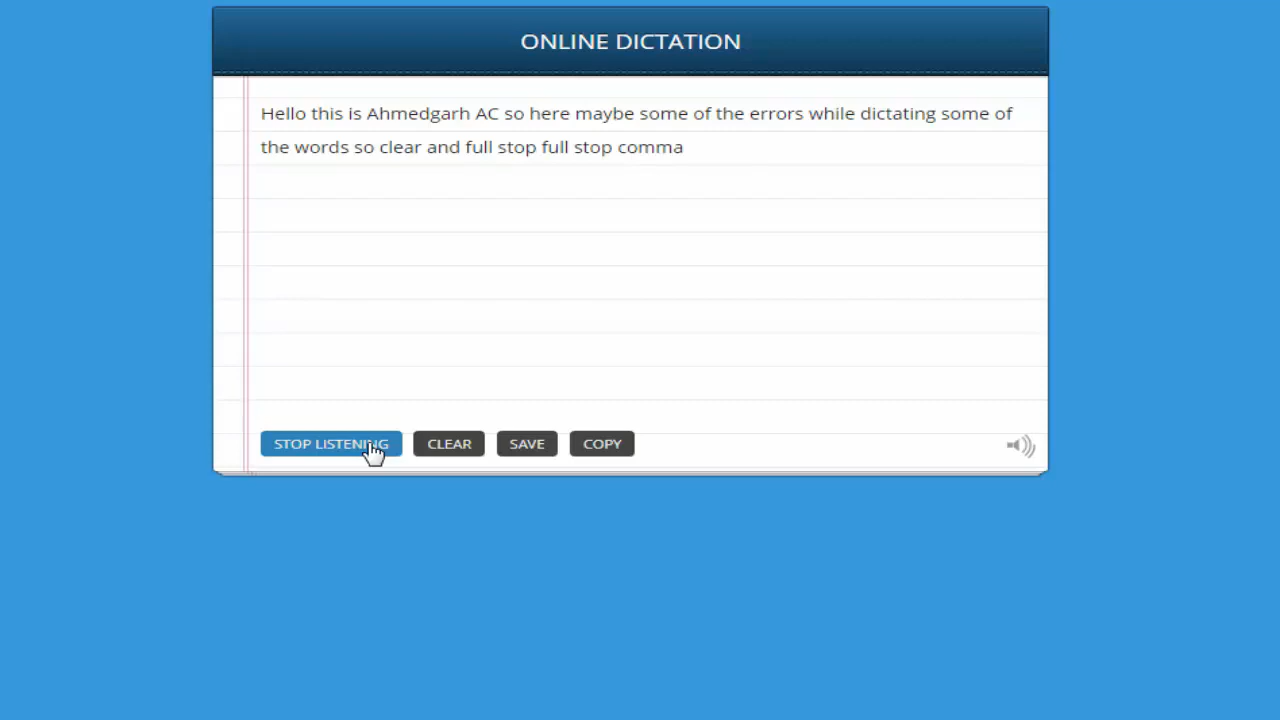 ONLINE DICTATION
Hello this is Ahmedgarh AC so here maybe some of the errors while dictating some of
the words so clear and full stop full stop comma
STOP LISTENING CLEAR SAVE COPY